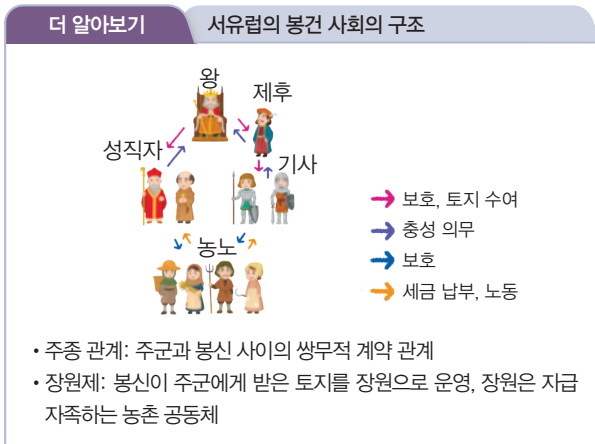 더 알아보기
서유럽의 봉건 사회의 구조
왕
제후
성직자
기사
농노
보호, 토지 수여
충성 의무
보호
세금 납부, 노동
• 주종 관계: 주군과 봉신 사이의 쌍무적 계약 관계
• 장원제: 봉신이 주군에게 받은 토지를 장원으로 운영, 장원은 자급
자족하는 농촌 공동체